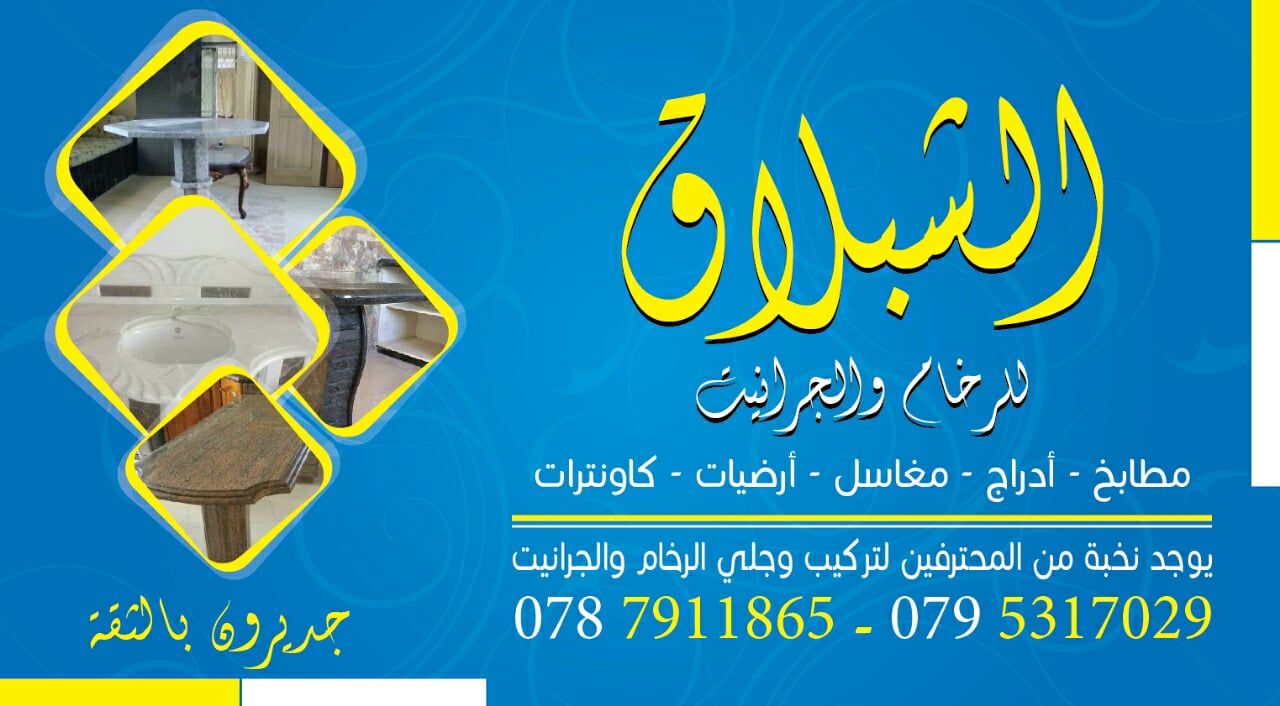 الشبلاق
للرخام والجرانيت
مطابخ - أدراج - مغاسل - أرضيات - كاونترات
يوجد نخبة من المحترفين لتركيب وجلي الرخام والجرانيت
078 7911865 - 079 5317029
جديرون بالثقة